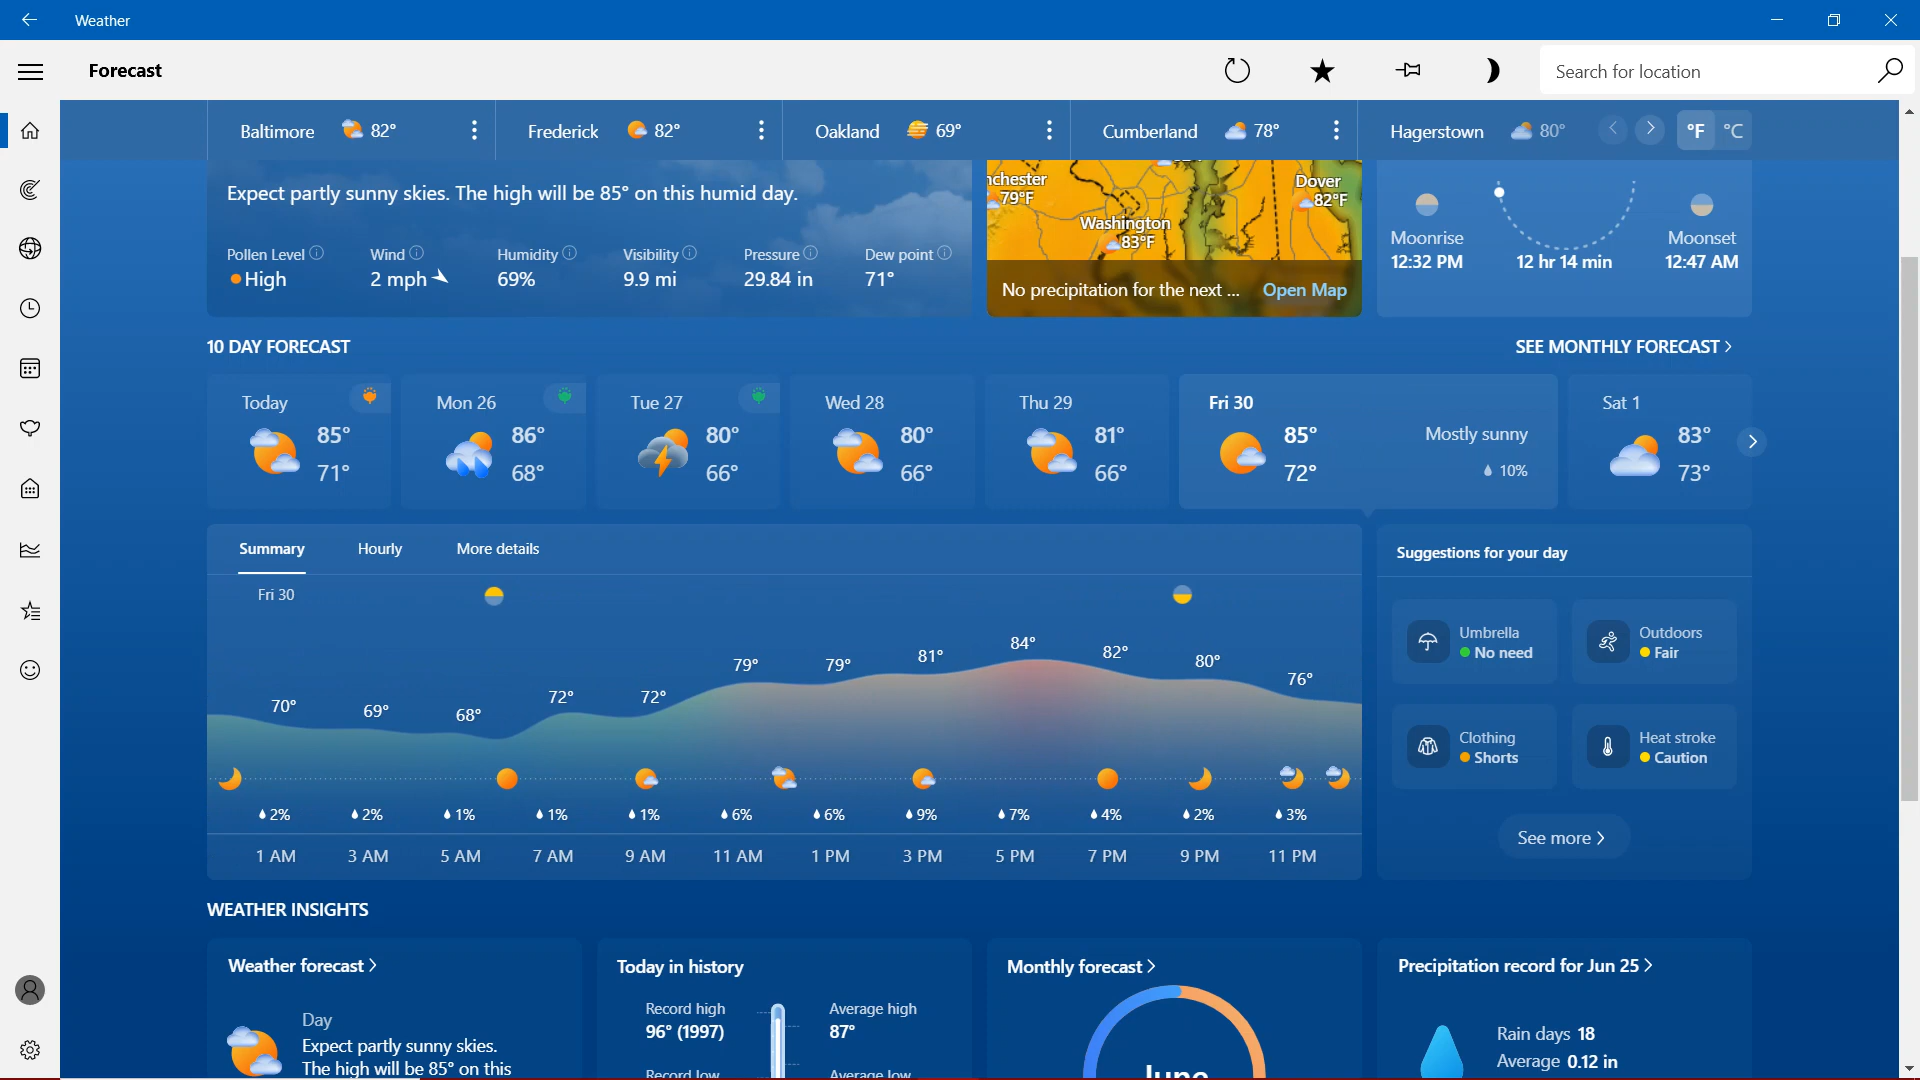 Weather
Forecast
Search for location
Baltimore 82°
Frederick 82°
Oakland 69°
Cumberland 78°
Hagerstown 80°
°F °C
Expect partly sunny skies. The high will be 85° on this humid day.
Pollen Level
High
Wind
2 mph
Humidity
69%
Visibility
9.9 mi
Pressure
29.84 in
Dew point
71°
nchester
79°F
Washington
83°F
Dover
82°F
No precipitation for the next ... Open Map
Moonrise
12:32 PM
12 hr 14 min
Moonset
12:47 AM
10 DAY FORECAST
SEE MONTHLY FORECAST
Today
85°
71°
Mon 26
86°
68°
Tue 27
80°
66°
Wed 28
80°
66°
Thu 29
81°
66°
Fri 30
85°
72°
Mostly sunny
10%
Sat 1
83°
73°
Summary Hourly More details
Fri 30
70° 69° 68° 72° 72° 79° 79° 81° 84° 82° 80° 76°
2% 2% 1% 1% 1% 6% 6% 9% 7% 4% 2% 3%
1 AM 3 AM 5 AM 7 AM 9 AM 11 AM 1 PM 3 PM 5 PM 7 PM 9 PM 11 PM
Suggestions for your day
Umbrella
No need
Outdoors
Fair
Clothing
Shorts
Heat stroke
Caution
See more
WEATHER INSIGHTS
Weather forecast
Day
Expect partly sunny skies.
The high will be 85° on this
Today in history
Record high
96° (1997)
Average high
87°
Record low
Average low
Monthly forecast
June
Precipitation record for Jun 25
Rain days 18
Average 0.12 in